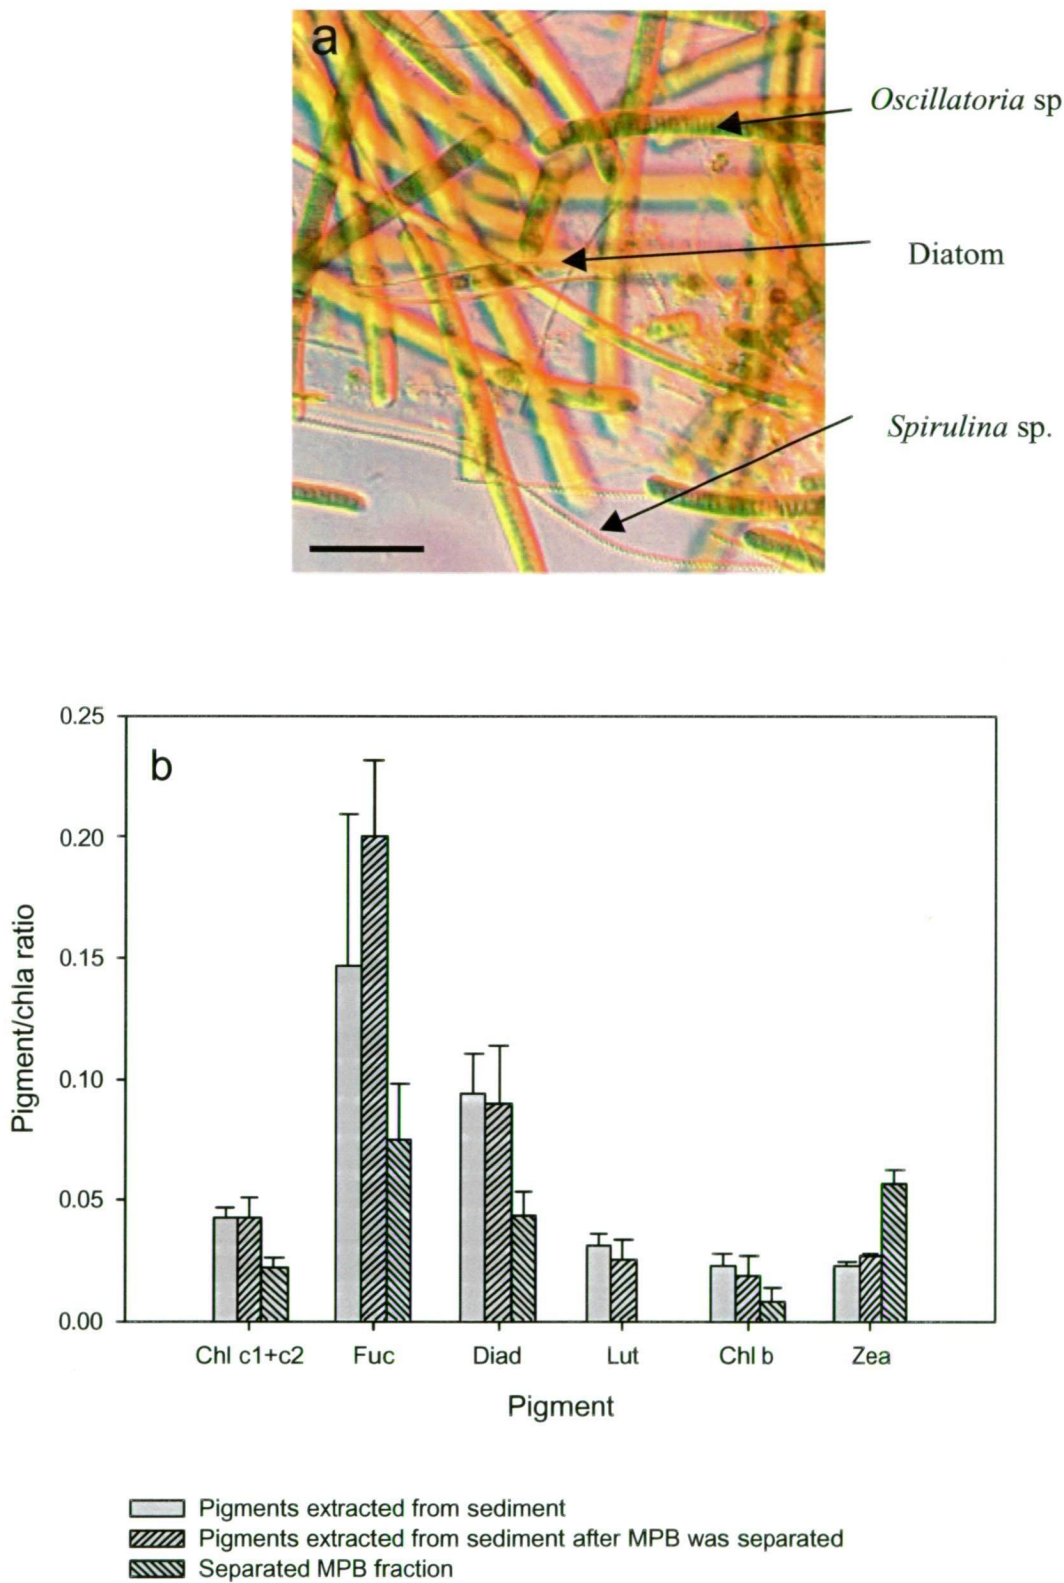 a
Oscillatoria sp
Diatom
Spirulina sp.
b
Pigment/chla ratio
0.25
0.20
0.15
0.10
0.05
0.00
Chl c1+c2 Fuc Diad Lut Chl b Zea
Pigment
Pigments extracted from sediment
Pigments extracted from sediment after MPB was separated
Separated MPB fraction